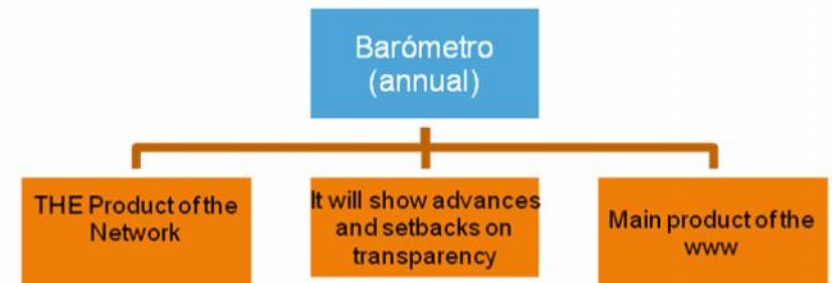 Barómetro
(annual)
THE Product of the
Network
It will show advances
and setbacks on
transparency
Main product of the
www